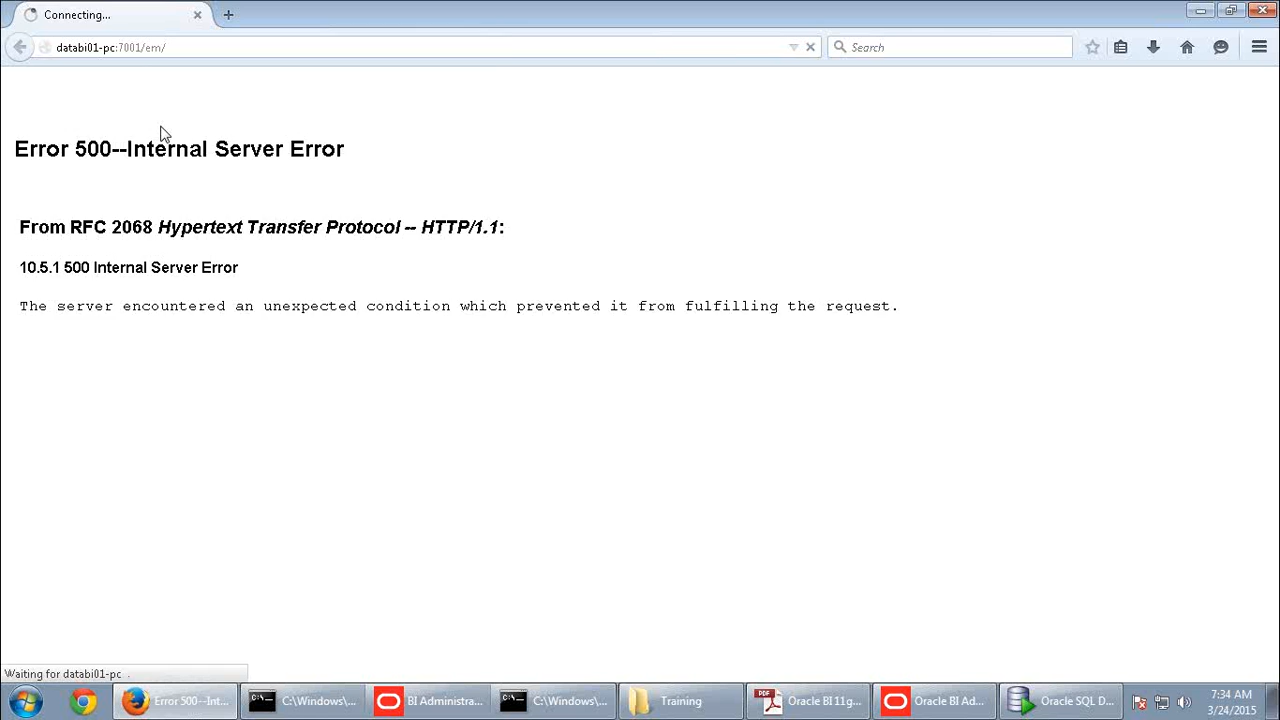 Connecting...
databi01-pc:7001/em/
Search
Error 500--Internal Server Error
From RFC 2068 Hypertext Transfer Protocol -- HTTP/1.1:
10.5.1 500 Internal Server Error
The server encountered an unexpected condition which prevented it from fulfilling the request.
Waiting for databi01-pc .
Error 500--Int...
C:\Windows\...
BI Administra...
C:\Windows\...
Training
PDF
Oracle BI 11g...
Oracle BI Ad...
Oracle SQL D...
7:34 AM
3/24/2015